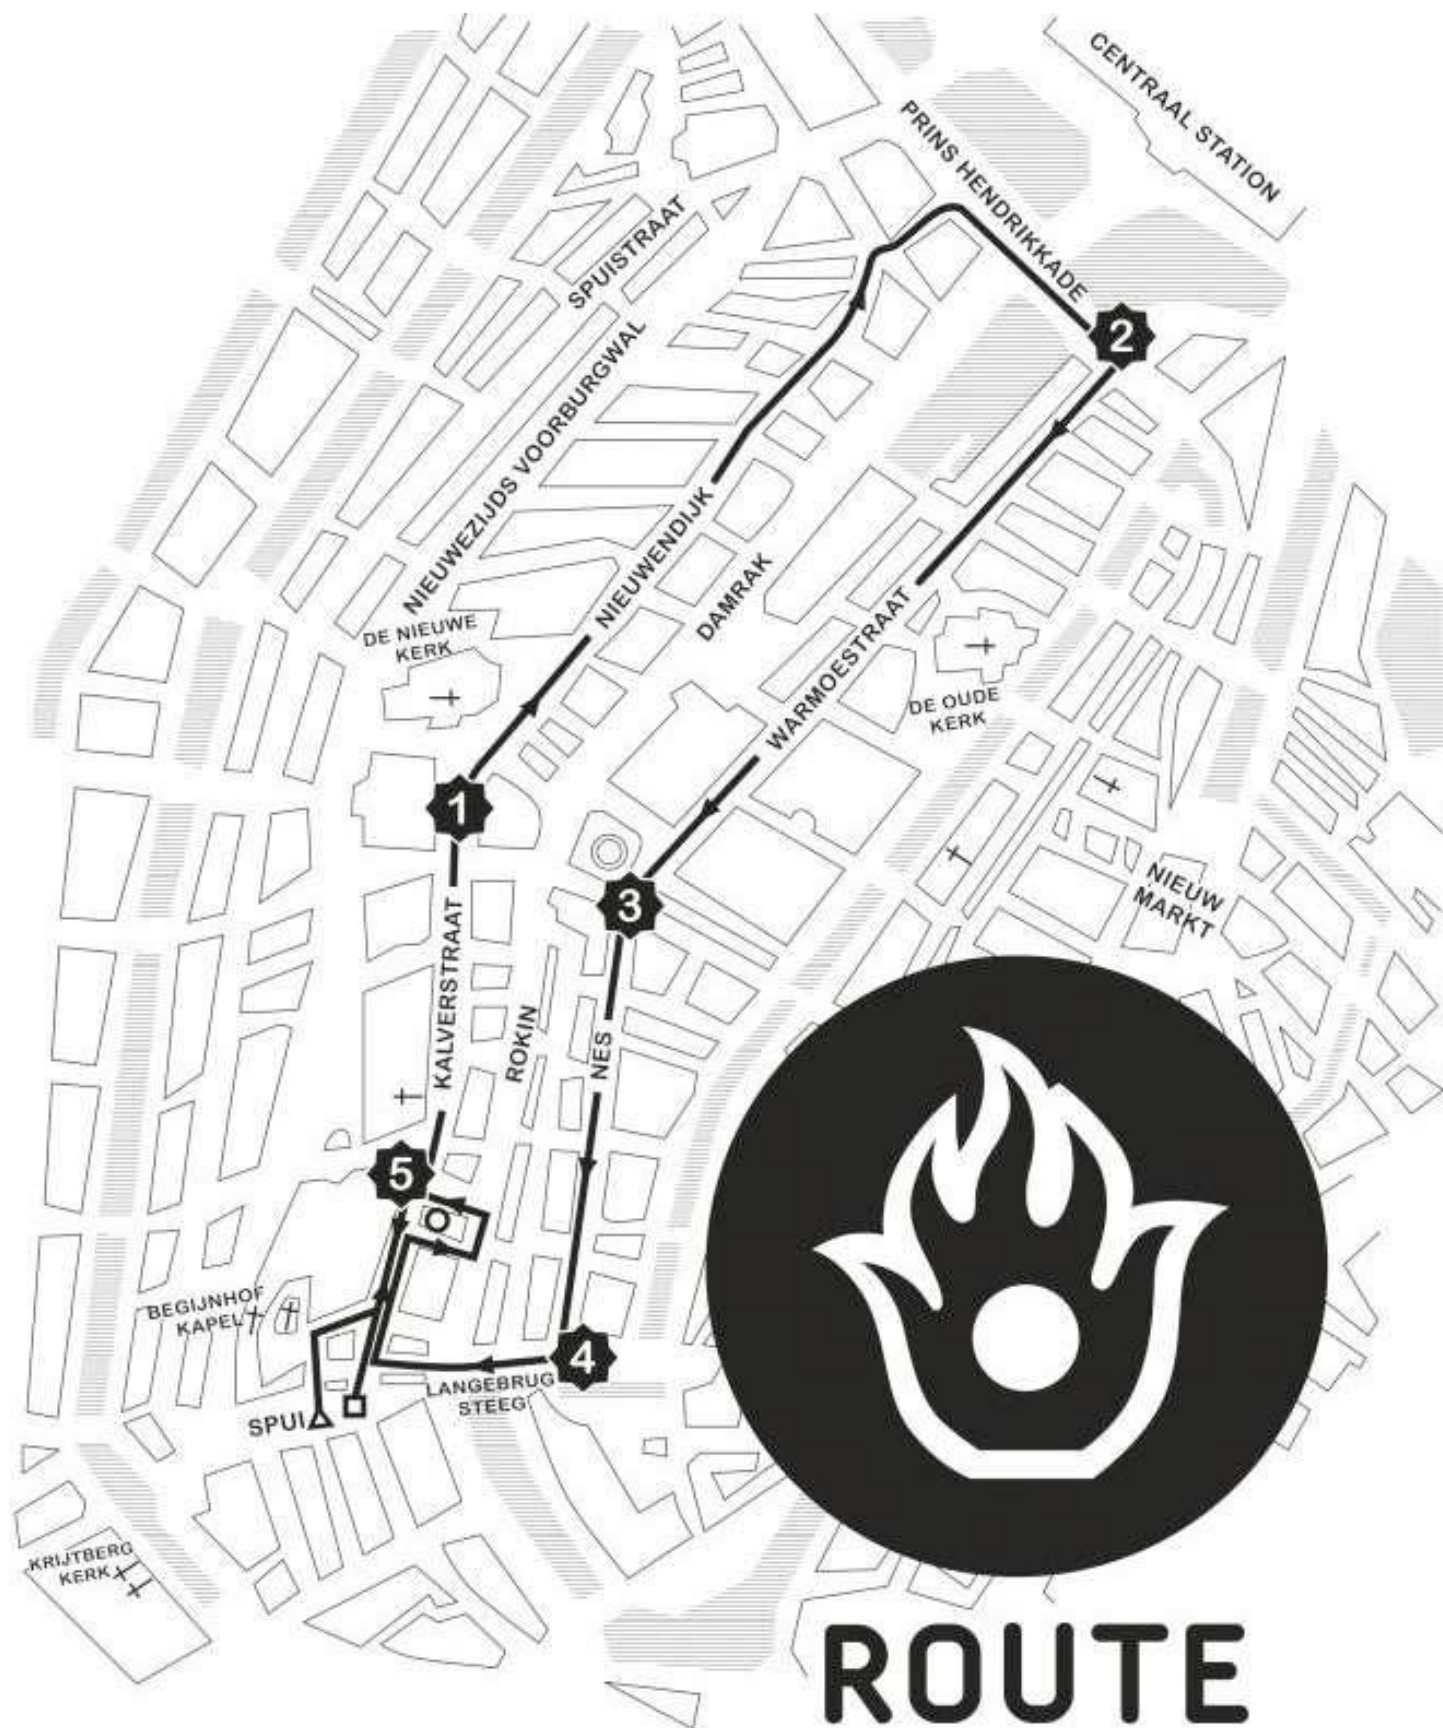 CENTRAAL STATION
PRINS HENDRIKKADE
SPUISTRAAT
2
NIEUWEZIJDS VOORBURGWAL
NIEUWENDIJK
DAMRAK
DE NIEUWE
KERK
WARMOESTRAAT
DE OUDE
KERK
1
3
NIEUW
MARKT
KALVERSTRAAT
ROKIN
NES
5
BEGIJNHOF
KAPEL
4
LANGEBRUG
STEEG
SPUI
KRIJTBERG
KERK
ROUTE